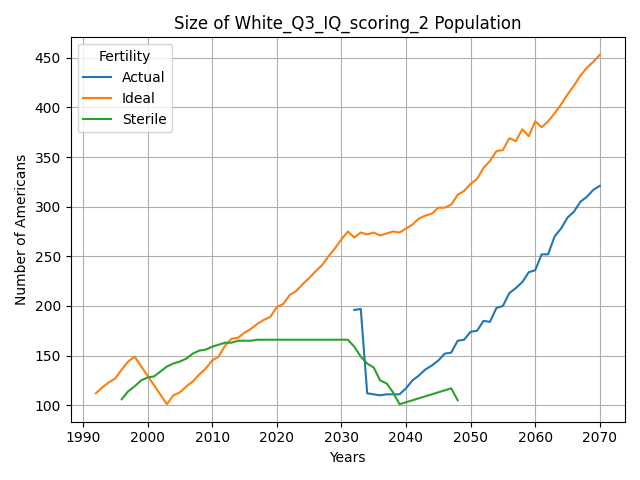 Size of White_Q3_IQ_scoring_2 Population
Number of Americans
450
400
350
300
250
200
150
100
Fertility
Actual
Ideal
Sterile
1990 2000 2010 2020 2030 2040 2050 2060 2070
Years